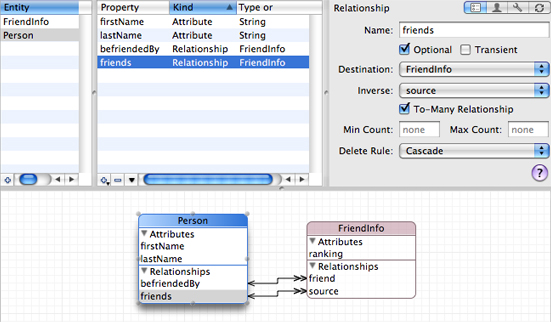 Entity
FriendInfo
Person
Property Kind Type or
firstName Attribute String
lastName Attribute String
befriendedBy Relationship FriendInfo
friends Relationship FriendInfo
Relationship
Name: friends
Optional Transient
Destination: FriendInfo
Inverse: source
To-Many Relationship
Min Count: none Max Count: none
Delete Rule: Cascade
?
Person
Attributes
firstName
lastName
Relationships
befriendedBy
friends
FriendInfo
Attributes
ranking
Relationships
friend
source